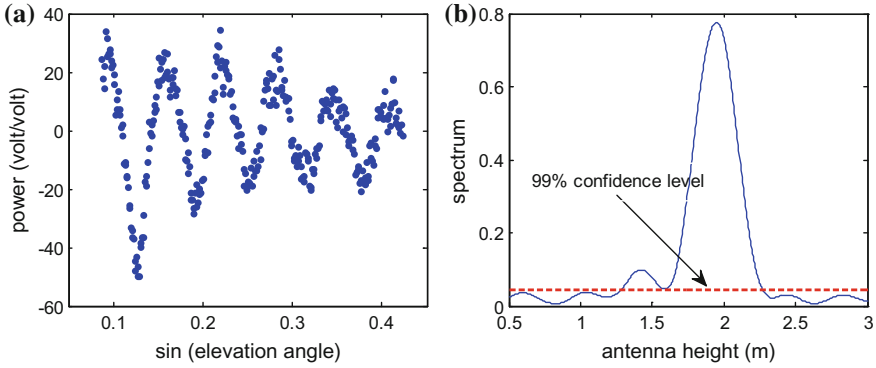 (a)
40
20
0
-20
-40
-60
power (volt/volt)
0.1 0.2 0.3 0.4
sin (elevation angle)
(b)
0.8
0.6
0.4
0.2
0
spectrum
99% confidence level
0.5 1 1.5 2 2.5 3
antenna height (m)